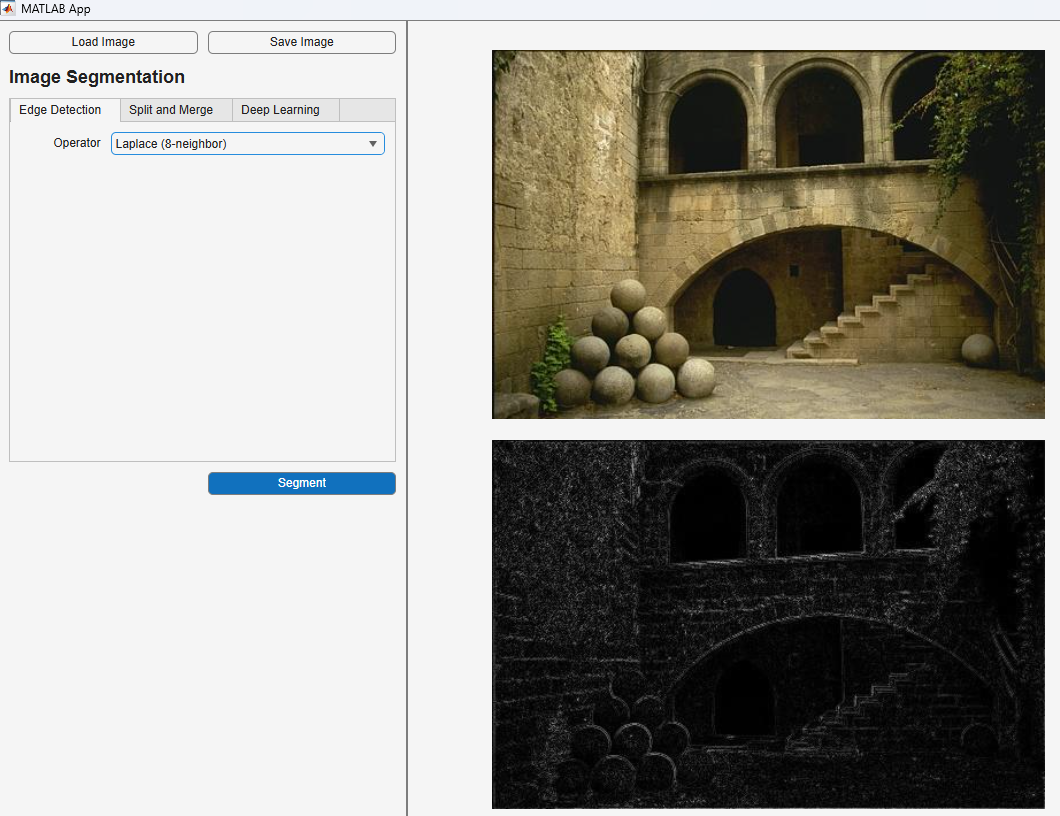 MATLAB App
Load Image
Save Image
Image Segmentation
Edge Detection
Split and Merge
Deep Learning
Operator
Laplace (8-neighbor)
Segment